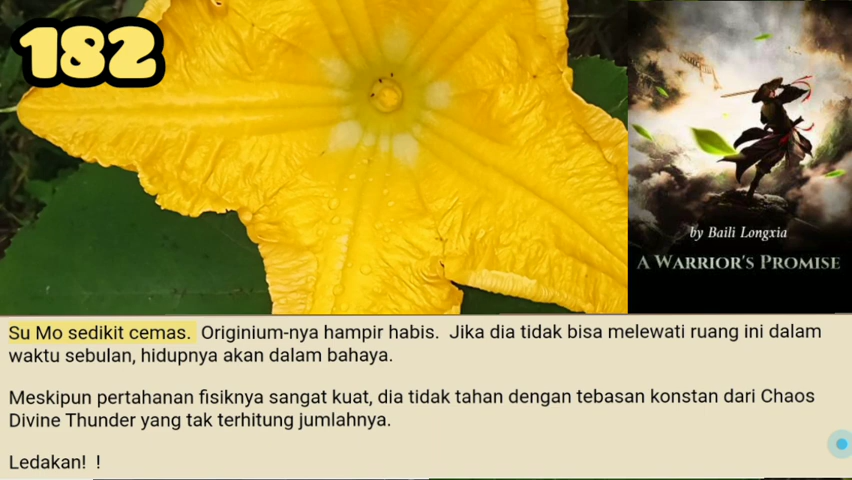 182
by Baili Longxia
A WARRIOR'S PROMISE
Su Mo sedikit cemas. Originium-nya hampir habis. Jika dia tidak bisa melewati ruang ini dalam
waktu sebulan, hidupnya akan dalam bahaya.
Meskipun pertahanan fisiknya sangat kuat, dia tidak tahan dengan tebasan konstan dari Chaos
Divine Thunder yang tak terhitung jumlahnya.
Ledakan! !